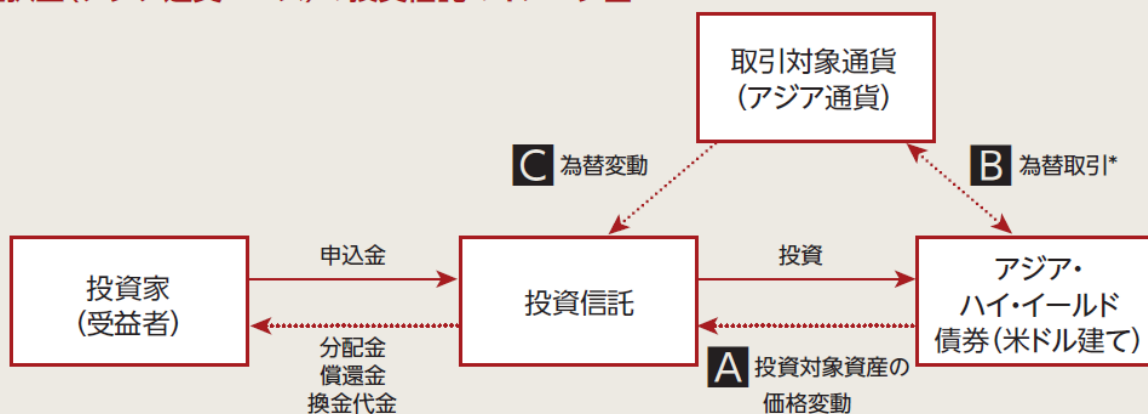 取引対象通貨
(アジア通貨)
C 為替変動
B 為替取引*
投資家
(受益者)
申込金
分配金
償還金
換金代金
投資信託
投資
A 投資対象資産の
価格変動
アジア・
ハイ・イールド
債券(米ドル建て)